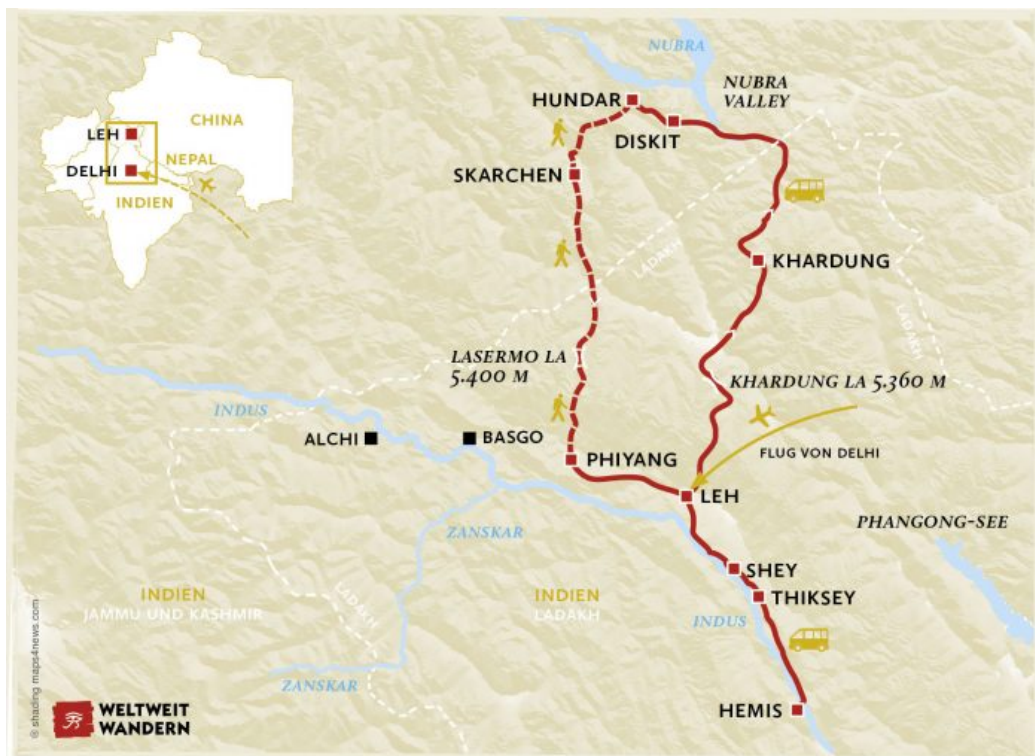 NUBRA
NUBRA
VALLEY
HUNDAR
DISKIT
CHINA
LEH
NEPAL
DELHI
INDIEN
SKARCHEN
LADAKH
KHARDUNG
LADAKH
LASERMO LA
5.400 M
KHARDUNG LA 5.360 M
INDUS
ALCHI
BASGO
PHIYANG
FLUG VON DELHI
LEH
PHANGONG-SEE
ZANSKAR
SHEY
THIKSEY
INDIEN
JAMMU UND KASHMIR
LADAKH
INDIEN
LADAKH
INDUS
ZANSKAR
HEMIS
WELTWEIT
WANDERN
© shading maps4news.com